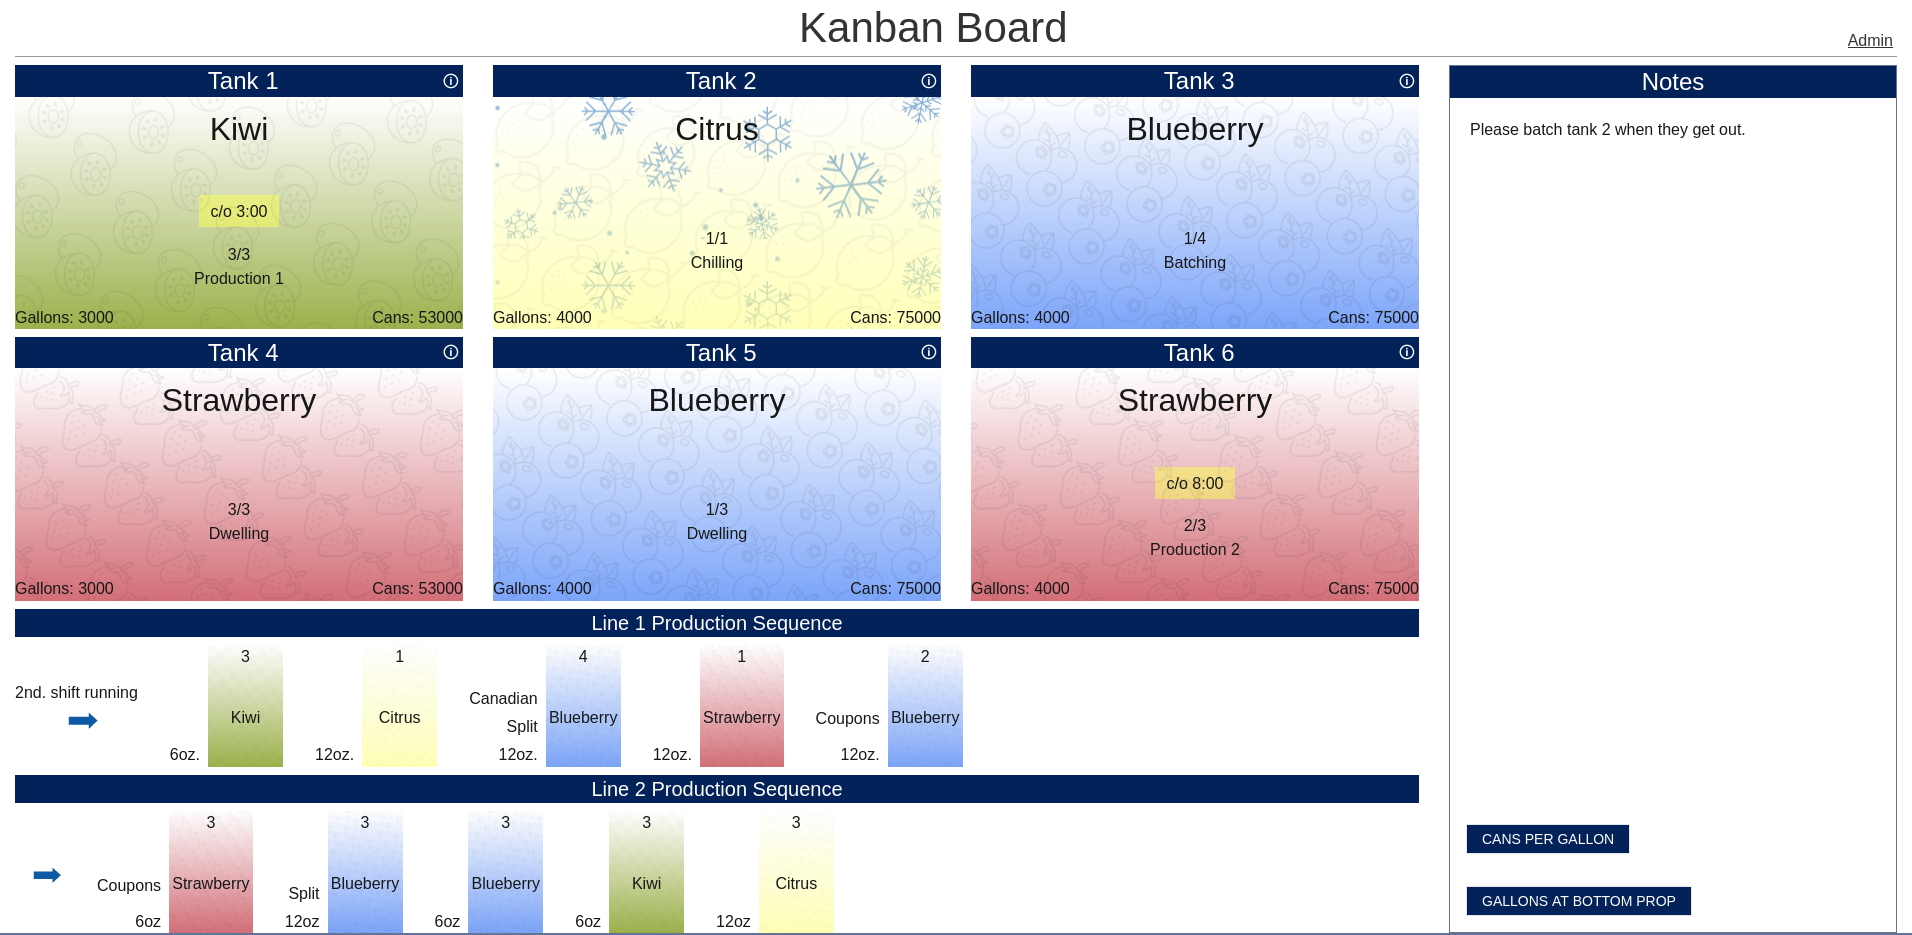 Kanban Board
Admin
Tank 1
Kiwi
c/o 3:00
3/3
Production 1
Gallons: 3000
Cans: 53000
Tank 2
Citrus
1/1
Chilling
Gallons: 4000
Cans: 75000
Tank 3
Blueberry
1/4
Batching
Gallons: 4000
Cans: 75000
Notes
Please batch tank 2 when they get out.
Tank 4
Strawberry
3/3
Dwelling
Gallons: 3000
Cans: 53000
Tank 5
Blueberry
1/3
Dwelling
Gallons: 4000
Cans: 75000
Tank 6
Strawberry
c/o 8:00
2/3
Production 2
Gallons: 4000
Cans: 75000
Line 1 Production Sequence
2nd. shift running
6oz.
3
Kiwi
12oz.
1
Citrus
Canadian
Split
12oz.
4
Blueberry
12oz.
1
Strawberry
Coupons
12oz.
2
Blueberry
Line 2 Production Sequence
Coupons
6oz
3
Strawberry
Split
12oz
3
Blueberry
6oz
3
Blueberry
6oz
3
Kiwi
12oz
3
Citrus
CANS PER GALLON
GALLONS AT BOTTOM PROP